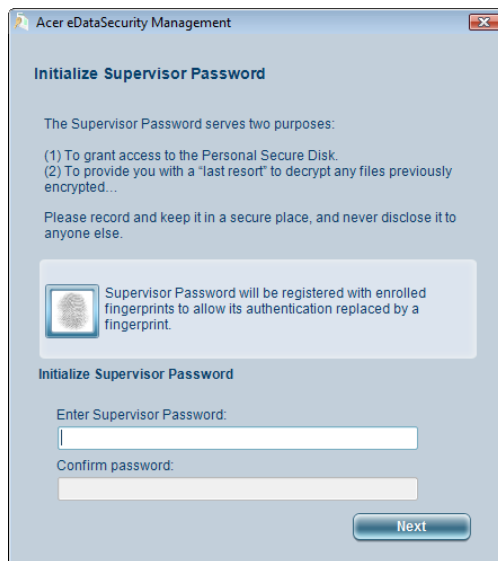 Acer eDataSecurity Management
Initialize Supervisor Password
The Supervisor Password serves two purposes:
(1) To grant access to the Personal Secure Disk.
(2) To provide you with a “last resort” to decrypt any files previously
encrypted...
Please record and keep it in a secure place, and never disclose it to
anyone else.
Supervisor Password will be registered with enrolled
fingerprints to allow its authentication replaced by a
fingerprint.
Initialize Supervisor Password
Enter Supervisor Password:
Confirm password:
Next